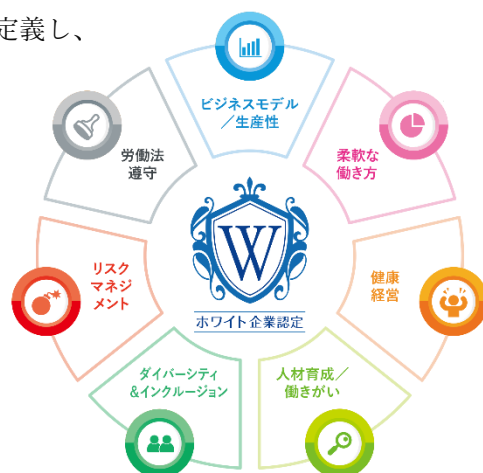 定義し、
ビジネスモデル
／生産性
柔軟な
働き方
健康
経営
人材育成／
働きがい
ダイバーシティ
&インクルージョン
リスク
マネジ
メント
労働法
遵守
W
ホワイト企業認定